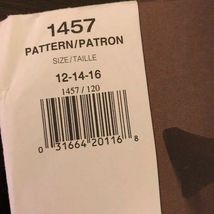 1457
PATTERN/PATRON
SIZE/TAILLE
12-14-16
1457 / 120
0 31664 20116 8